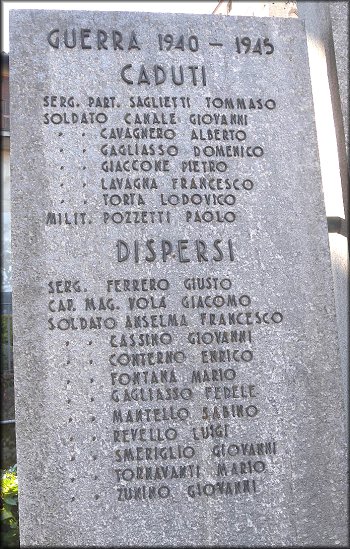 GUERRA 1940 - 1945
CADUTI
SERG. PART. SAGLIETTI TOMMASO
SOLDATO CANALE GIOVANNI
" " CAVAGNERO ALBERTO
" " GAGLIASSO DOMENICO
" " GIACCONE PIETRO
" " LAVAGNA FRANCESCO
" " TORTA LODOVICO
MILIT. POZZETTI PAOLO
DISPERSI
SERG. FERRERO GIUSTO
CAP. MAG. VOLA GIACOMO
SOLDATO ANSELMA FRANCESCO
" " CASSINO GIOVANNI
" " CONTERNO ENRICO
" " FONTANA MARIO
" " GAGLIASSO FEDELE
" " MANTELLO SABINO
" " REVELLO LUIGI
" " SMERIGLIO GIOVANNI
" " TORNAVANTI MARIO
" " ZUNINO GIOVANNI